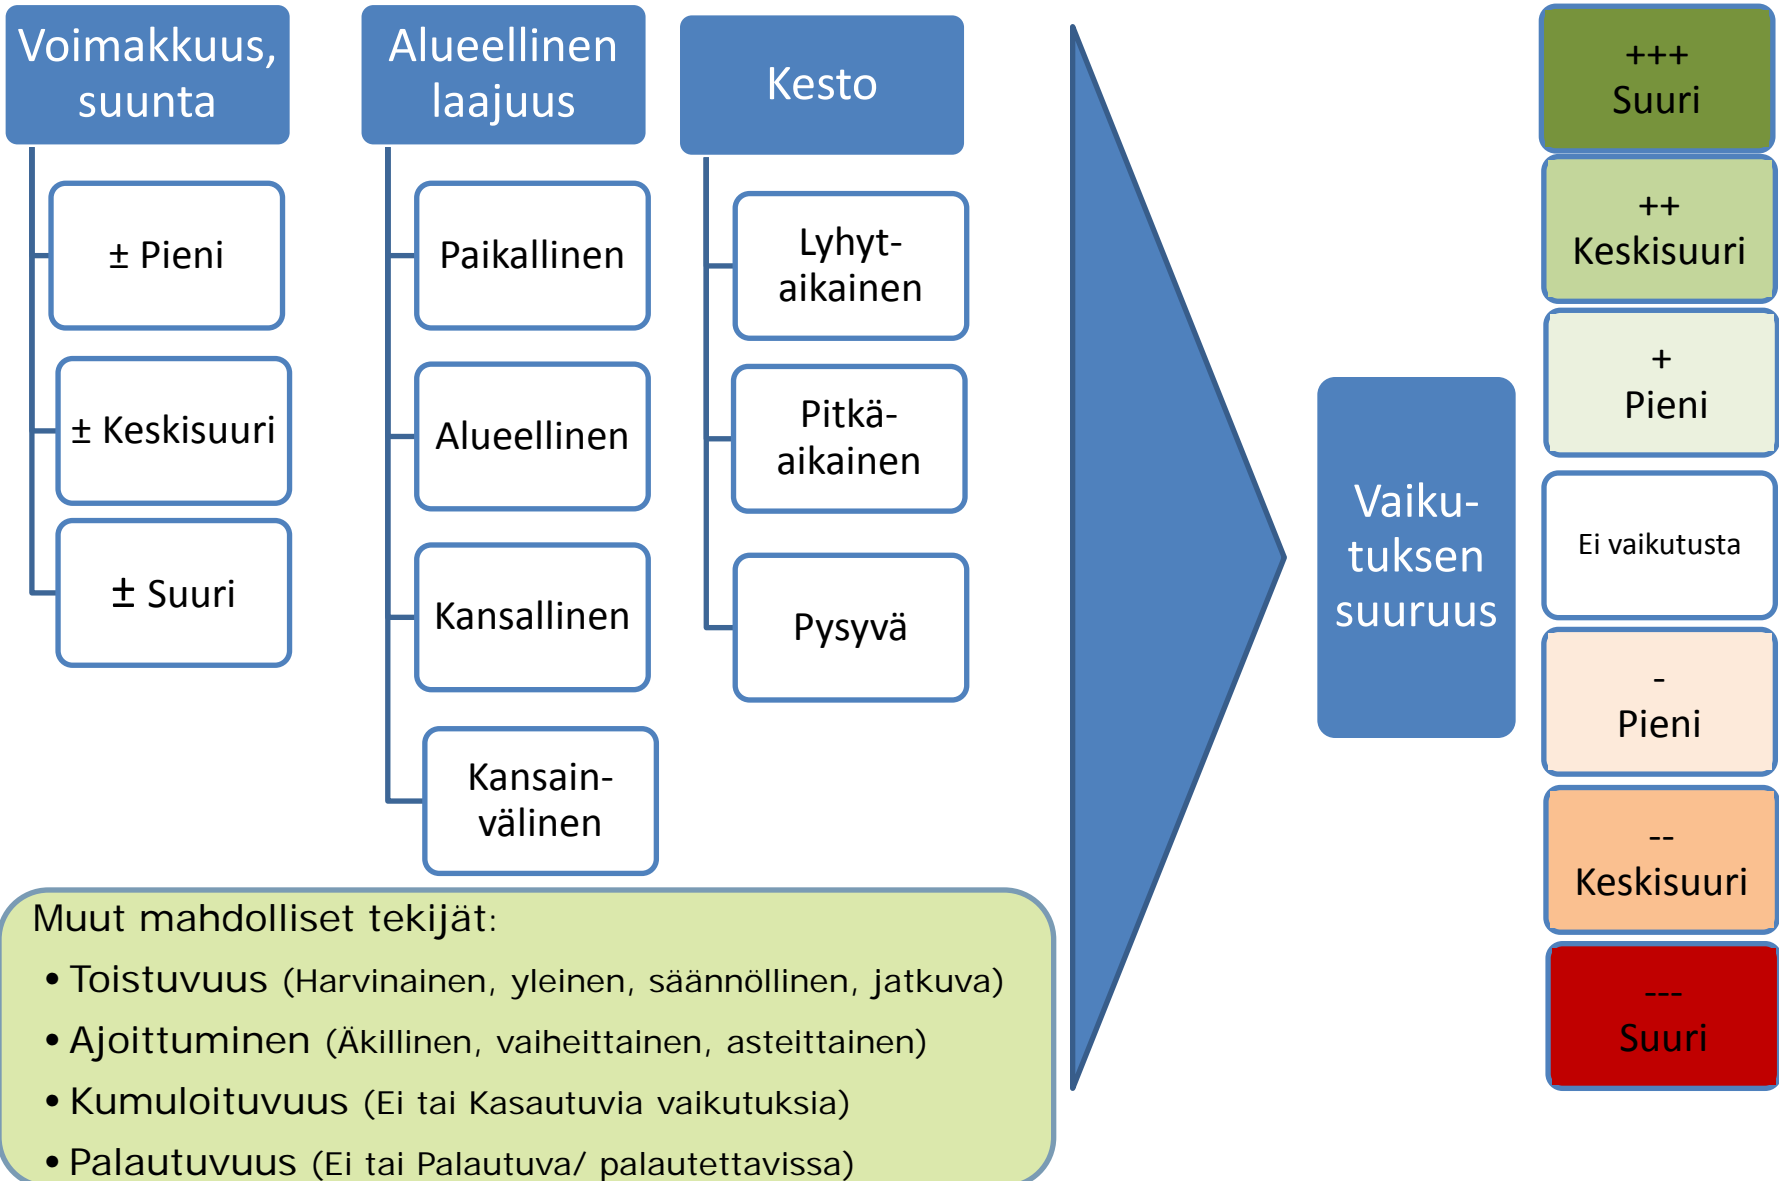 Voimakkuus,
suunta
± Pieni
± Keskisuuri
± Suuri
Alueellinen
laajuus
Paikallinen
Alueellinen
Kansallinen
Kansain-
välinen
Kesto
Lyhyt-
aikainen
Pitkä-
aikainen
Pysyvä
Muut mahdolliset tekijät:
• Toistuvuus (Harvinainen, yleinen, säännöllinen, jatkuva)
• Ajoittuminen (Äkillinen, vaiheittainen, asteittainen)
• Kumuloituvuus (Ei tai Kasautuvia vaikutuksia)
• Palautuvuus (Ei tai Palautuva/ palautettavissa)
Vaiku-
tuksen
suuruus
+++
Suuri
++
Keskisuuri
+
Pieni
Ei vaikutusta
-
Pieni
--
Keskisuuri
---
Suuri